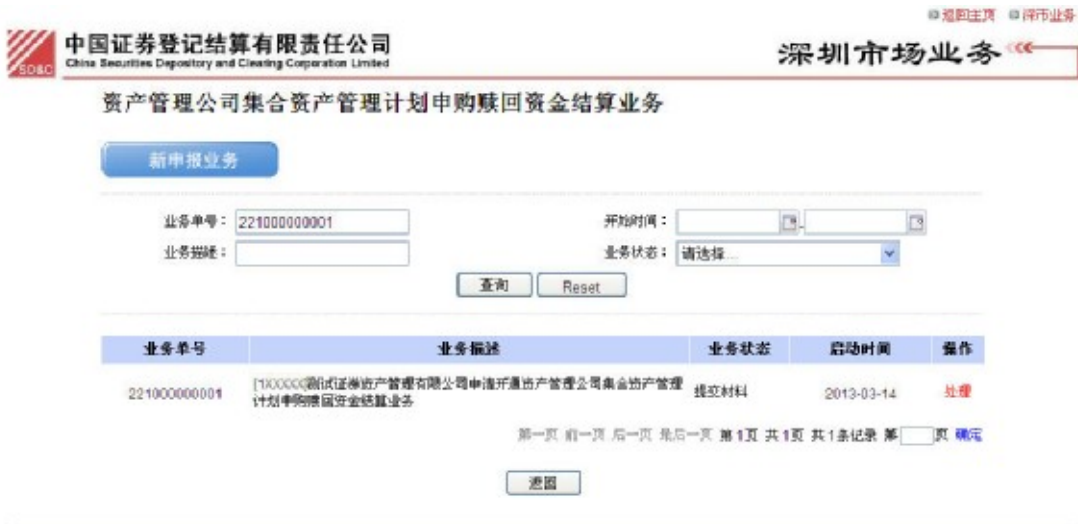 返回主页 深市业务
SD&C
中国证券登记结算有限责任公司
China Securities Depository and Clearing Corporation Limited
深圳市场业务
资产管理公司集合资产管理计划申购赎回资金结算业务
新申报业务
业务单号： 221000000001 开始时间： -
业务描述： 业务状态： 请选择...
查询 Reset
业务单号 业务描述 业务状态 启动时间 操作
221000000001 [1XXXXX]测试证券资产管理有限公司申请开通资产管理公司集合资产管理 提交材料 2013-03-14 处理
计划申购赎回资金结算业务
第一页 前一页 后一页 最后一页 第1页 共1页 共1条记录 第 页 确定
返回